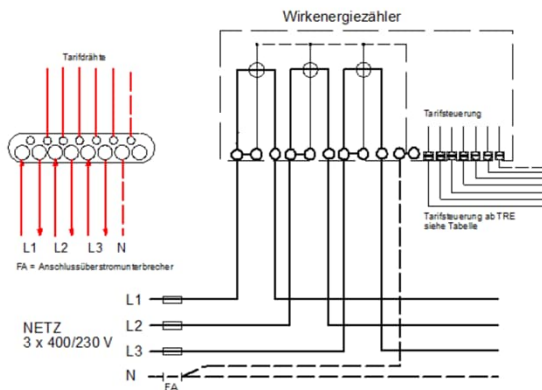 Wirkenergiezähler
Tarifdrähte
Tarifsteuerung
L1 L2 L3 N
FA = Anschlussüberstromunterbrecher
Tarifsteuerung ab TRE
siehe Tabelle
NETZ
3 x 400/230 V
L1
L2
L3
N
FA